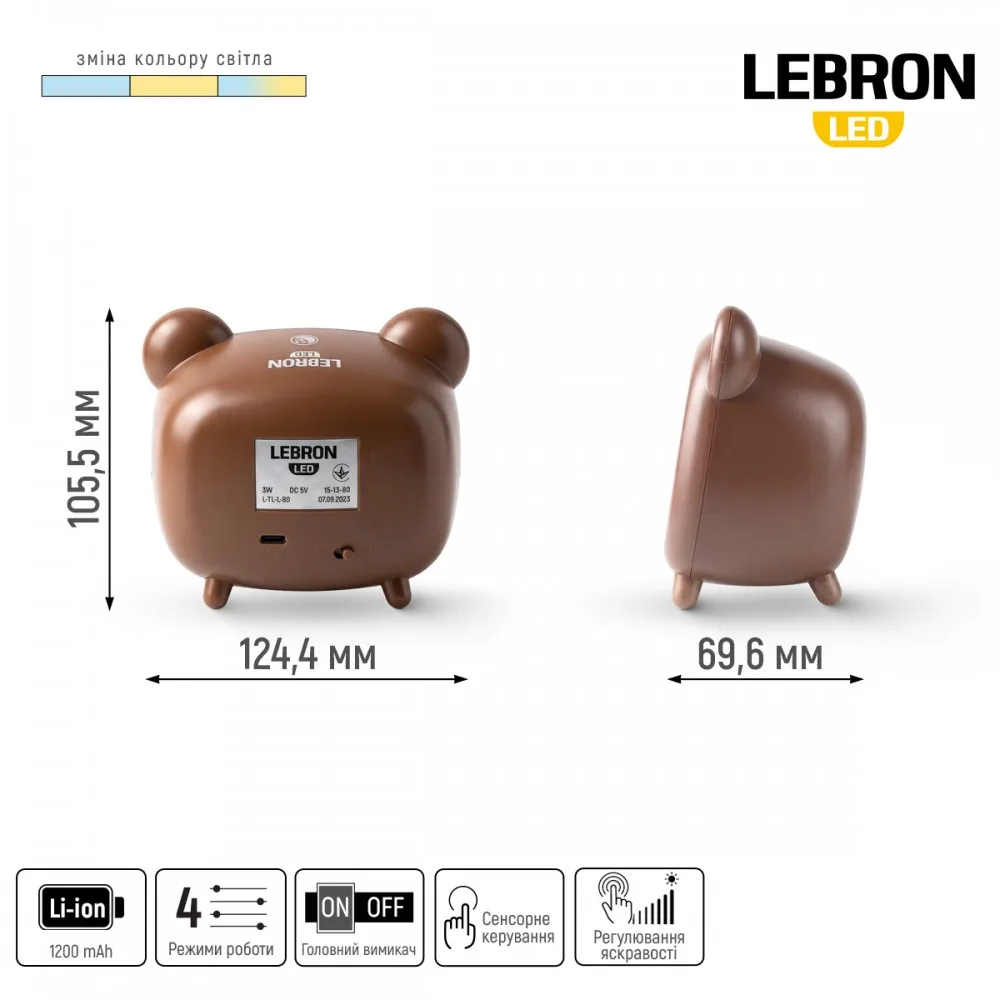 зміна кольору світла
LEBRON
LED
LEBRON
LED
LEBRON
LED
3W DC 5V 15-13-80
L-TL-L-80 07.09.2023
105,5 мм
124,4 мм
69,6 мм
Li-ion
1200 mAh
4
Режими роботи
ON OFF
Головний вимикач
Сенсорне
керування
Регулювання
яскравості